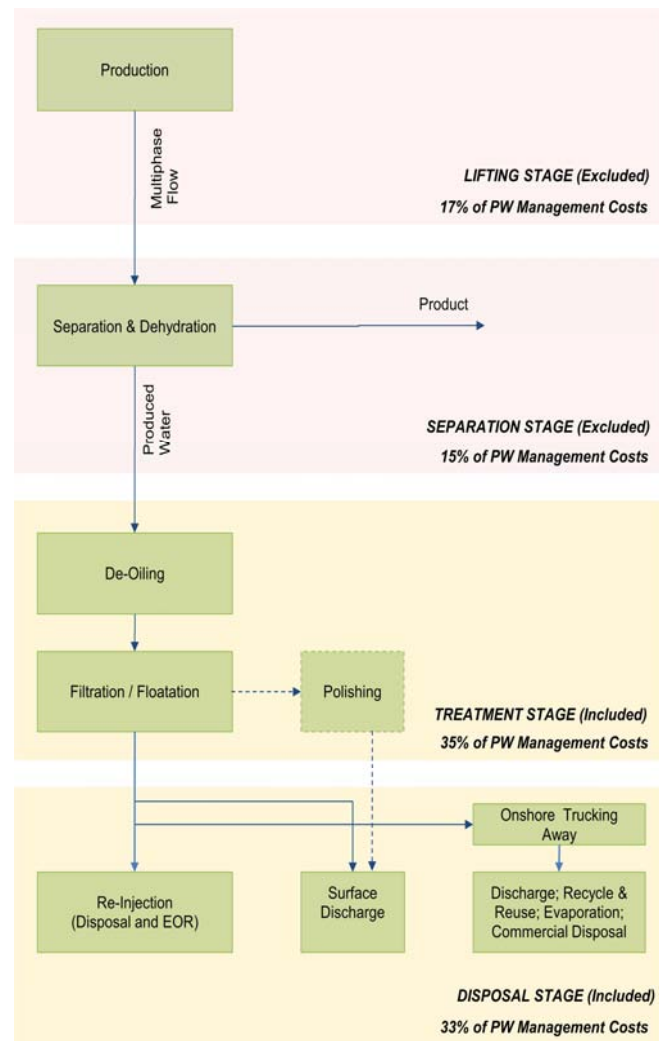 Production
Multiphase
Flow
LIFTING STAGE (Excluded)
17% of PW Management Costs
Separation & Dehydration
Product
Produced
Water
SEPARATION STAGE (Excluded)
15% of PW Management Costs
De-Oiling
Filtration / Floatation
Polishing
TREATMENT STAGE (Included)
35% of PW Management Costs
Onshore Trucking
Away
Re-Injection
(Disposal and EOR)
Surface
Discharge
Discharge; Recycle &
Reuse; Evaporation;
Commercial Disposal
DISPOSAL STAGE (Included)
33% of PW Management Costs